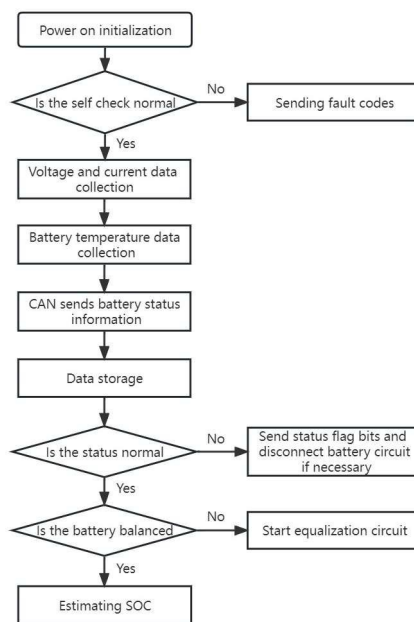 Power on initialization
Is the self check normal
No
Sending fault codes
Yes
Voltage and current data
collection
Battery temperature data
collection
CAN sends battery status
information
Data storage
Is the status normal
No
Send status flag bits and
disconnect battery circuit
if necessary
Yes
Is the battery balanced
No
Start equalization circuit
Yes
Estimating SOC